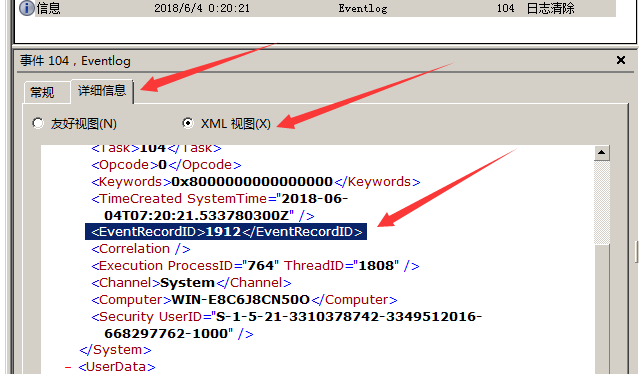 信息 2018/6/4 0:20:21 Eventlog 104 日志清除
事件 104，Eventlog
常规 详细信息
友好视图(N) XML 视图(X)
<Task>104</Task>
<Opcode>0</Opcode>
<Keywords>0x8000000000000000</Keywords>
<TimeCreated SystemTime="2018-06-
04T07:20:21.533780300Z" />
<EventRecordID>1912</EventRecordID>
<Correlation />
<Execution ProcessID="764" ThreadID="1808" />
<Channel>System</Channel>
<Computer>WIN-E8C6J8CN50O</Computer>
<Security UserID="S-1-5-21-3310378742-3349512016-
668297762-1000" />
</System>
- <UserData>